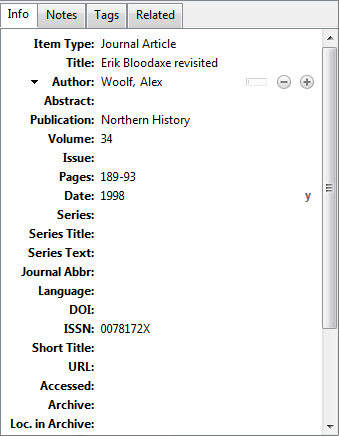 Info Notes Tags Related
Item Type: Journal Article
Title: Erik Bloodaxe revisited
Author: Woolf, Alex
Abstract:
Publication: Northern History
Volume: 34
Issue:
Pages: 189-93
Date: 1998 y
Series:
Series Title:
Series Text:
Journal Abbr:
Language:
DOI:
ISSN: 0078172X
Short Title:
URL:
Accessed:
Archive:
Loc. in Archive: